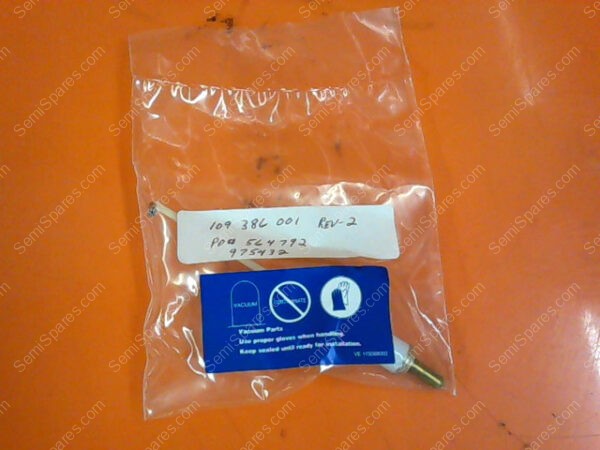 109 386 001 REV-2
PO# 564792
975432
VACUUM
Vacuum Parts
Use proper gloves when handling.
Keep sealed until ready for installation.
SemiSpares.com